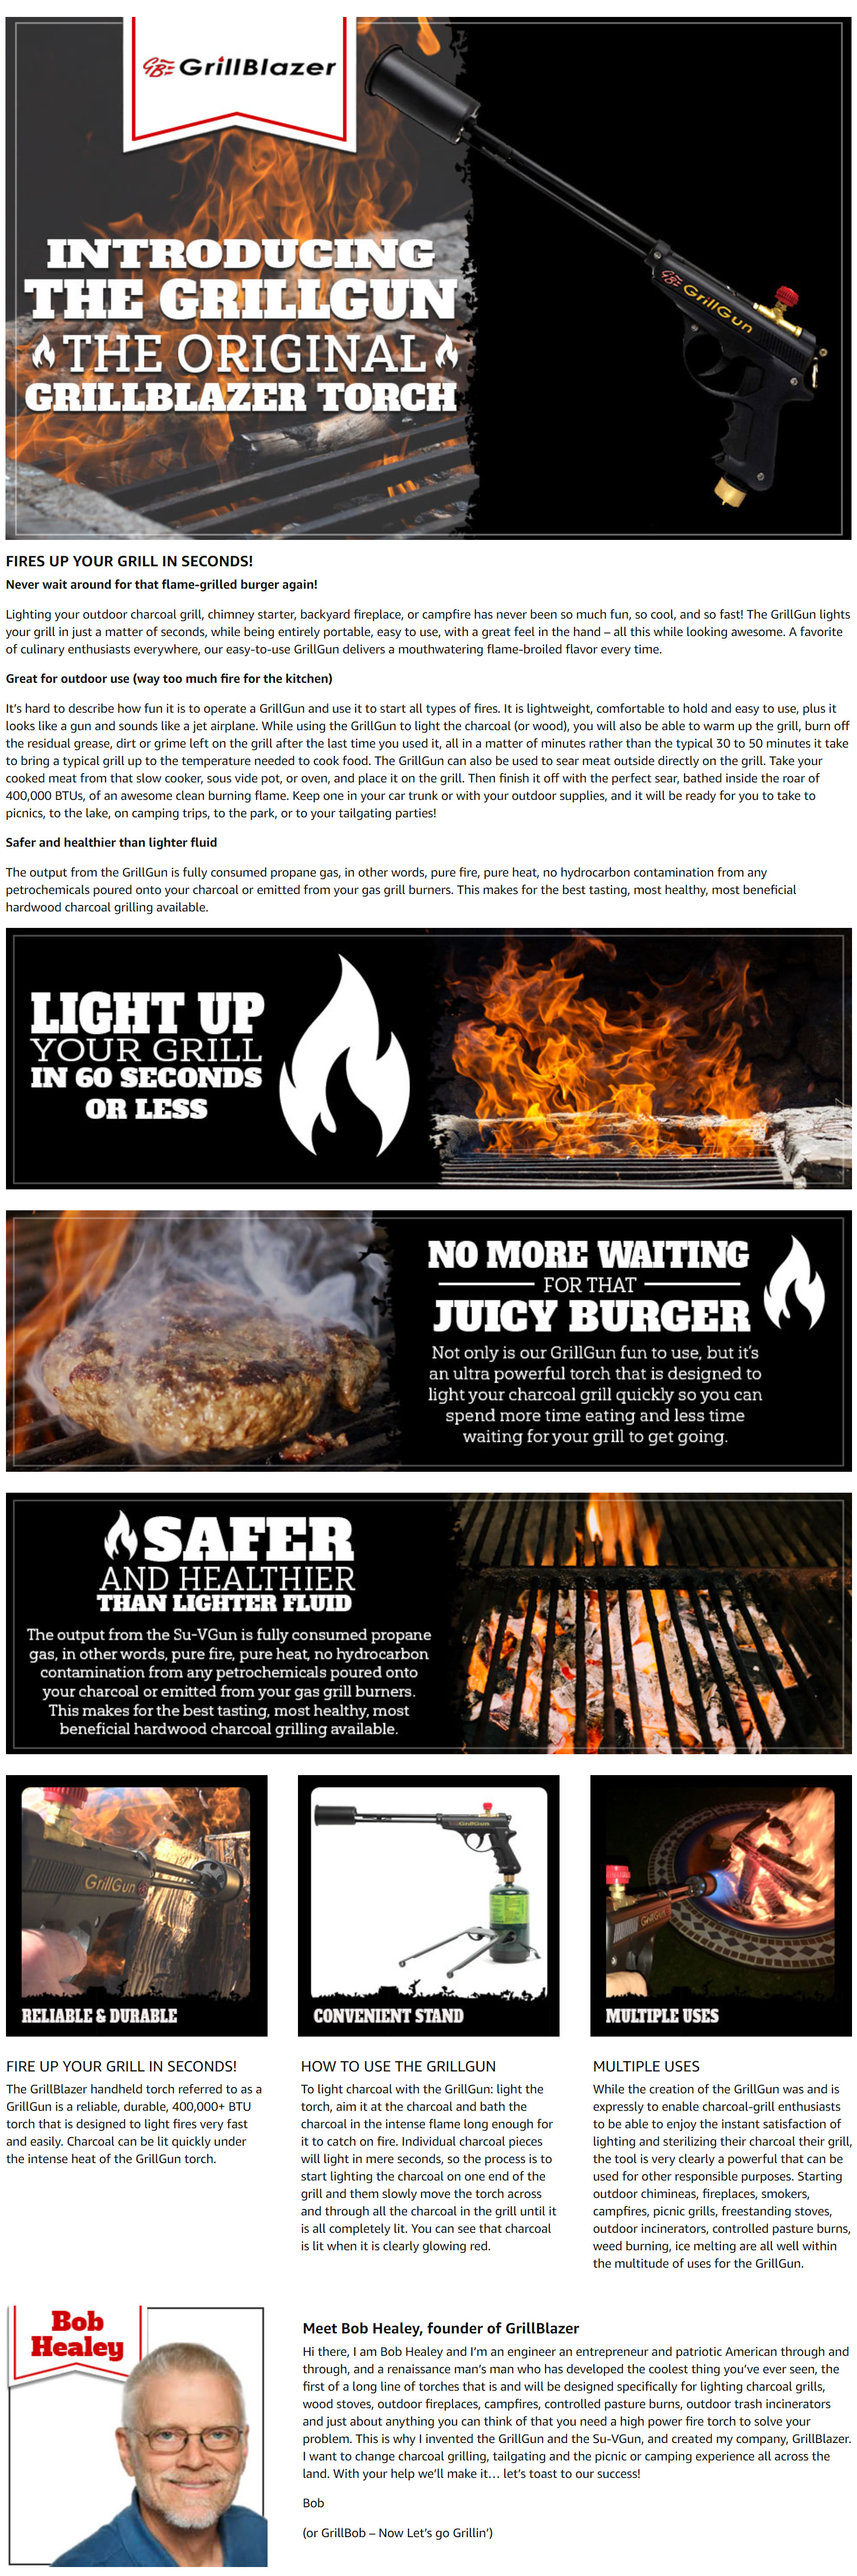 GBE GrillBlazer
GBE GrillGun
INTRODUCING
THE GRILLGUN
THE ORIGINAL
GRILLBLAZER TORCH
FIRES UP YOUR GRILL IN SECONDS!
Never wait around for that flame-grilled burger again!
Lighting your outdoor charcoal grill, chimney starter, backyard fireplace, or campfire has never been so much fun, so cool, and so fast! The GrillGun lights
your grill in just a matter of seconds, while being entirely portable, easy to use, with a great feel in the hand – all this while looking awesome. A favorite
of culinary enthusiasts everywhere, our easy-to-use GrillGun delivers a mouthwatering flame-broiled flavor every time.
Great for outdoor use (way too much fire for the kitchen)
It’s hard to describe how fun it is to operate a GrillGun and use it to start all types of fires. It is lightweight, comfortable to hold and easy to use, plus it
looks like a gun and sounds like a jet airplane. While using the GrillGun to light the charcoal (or wood), you will also be able to warm up the grill, burn off
the residual grease, dirt or grime left on the grill after the last time you used it, all in a matter of minutes rather than the typical 30 to 50 minutes it take
to bring a typical grill up to the temperature needed to cook food. The GrillGun can also be used to sear meat outside directly on the grill. Take your
cooked meat from that slow cooker, sous vide pot, or oven, and place it on the grill. Then finish it off with the perfect sear, bathed inside the roar of
400,000 BTUs, of an awesome clean burning flame. Keep one in your car trunk or with your outdoor supplies, and it will be ready for you to take to
picnics, to the lake, on camping trips, to the park, or to your tailgating parties!
Safer and healthier than lighter fluid
The output from the GrillGun is fully consumed propane gas, in other words, pure fire, pure heat, no hydrocarbon contamination from any
petrochemicals poured onto your charcoal or emitted from your gas grill burners. This makes for the best tasting, most healthy, most beneficial
hardwood charcoal grilling available.
LIGHT UP
YOUR GRILL
IN 60 SECONDS
OR LESS
NO MORE WAITING
FOR THAT
JUICY BURGER
Not only is our GrillGun fun to use, but it’s
an ultra powerful torch that is designed to
light your charcoal grill quickly so you can
spend more time eating and less time
waiting for your grill to get going.
SAFER
AND HEALTHIER
THAN LIGHTER FLUID
The output from the Su-VGun is fully consumed propane
gas, in other words, pure fire, pure heat, no hydrocarbon
contamination from any petrochemicals poured onto
your charcoal or emitted from your gas grill burners.
This makes for the best tasting, most healthy, most
beneficial hardwood charcoal grilling available.
GrillGun
RELIABLE & DURABLE
GrillGun
CONVENIENT STAND
GrillGun
MULTIPLE USES
FIRE UP YOUR GRILL IN SECONDS!
The GrillBlazer handheld torch referred to as a
GrillGun is a reliable, durable, 400,000+ BTU
torch that is designed to light fires very fast
and easily. Charcoal can be lit quickly under
the intense heat of the GrillGun torch.
HOW TO USE THE GRILLGUN
To light charcoal with the GrillGun: light the
torch, aim it at the charcoal and bath the
charcoal in the intense flame long enough for
it to catch on fire. Individual charcoal pieces
will light in mere seconds, so the process is to
start lighting the charcoal on one end of the
grill and them slowly move the torch across
and through all the charcoal in the grill until it
is all completely lit. You can see that charcoal
is lit when it is clearly glowing red.
MULTIPLE USES
While the creation of the GrillGun was and is
expressly to enable charcoal-grill enthusiasts
to be able to enjoy the instant satisfaction of
lighting and sterilizing their charcoal their grill,
the tool is very clearly a powerful that can be
used for other responsible purposes. Starting
outdoor chimineas, fireplaces, smokers,
campfires, picnic grills, freestanding stoves,
outdoor incinerators, controlled pasture burns,
weed burning, ice melting are all well within
the multitude of uses for the GrillGun.
Bob
Healey
Meet Bob Healey, founder of GrillBlazer
Hi there, I am Bob Healey and I’m an engineer an entrepreneur and patriotic American through and
through, and a renaissance man’s man who has developed the coolest thing you’ve ever seen, the
first of a long line of torches that is and will be designed specifically for lighting charcoal grills,
wood stoves, outdoor fireplaces, campfires, controlled pasture burns, outdoor trash incinerators
and just about anything you can think of that you need a high power fire torch to solve your
problem. This is why I invented the GrillGun and the Su-VGun, and created my company, GrillBlazer.
I want to change charcoal grilling, tailgating and the picnic or camping experience all across the
land. With your help we’ll make it… let’s toast to our success!
Bob
(or GrillBob – Now Let’s go Grillin’)